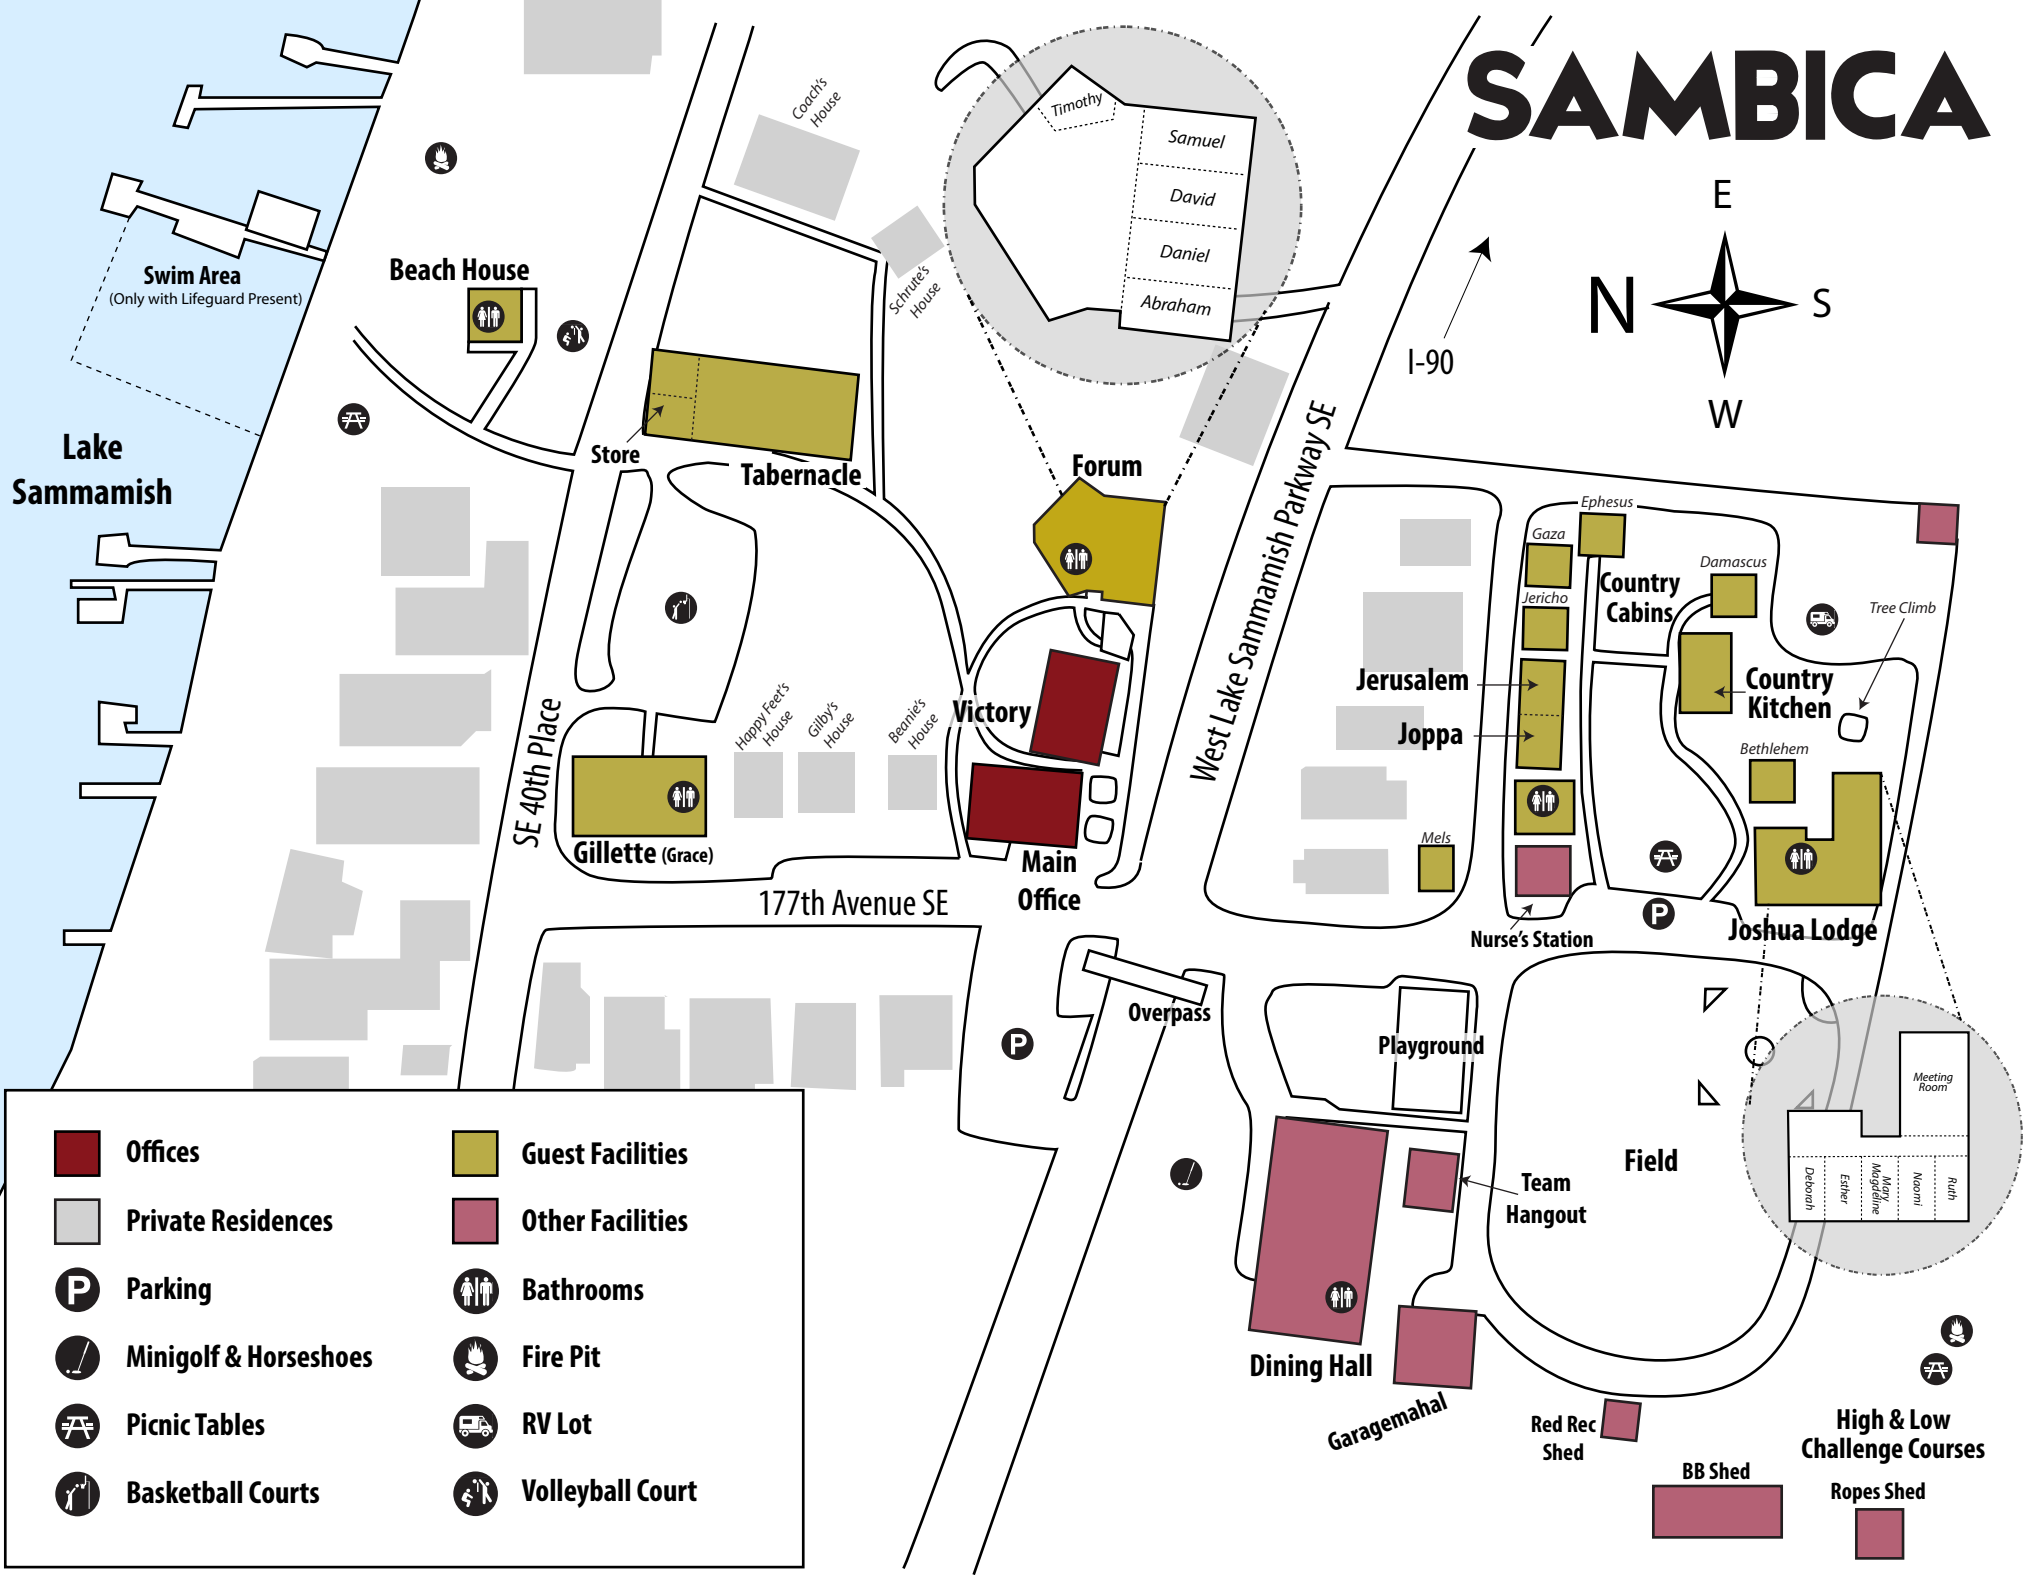 SAMBICA
E
N
S
W
I-90
Coach's
House
Timothy
Samuel
David
Daniel
Abraham
Schrute's
House
Beach House
Swim Area
(Only with Lifeguard Present)
Lake
Sammamish
Store
Tabernacle
Forum
West Lake Sammamish Parkway SE
Ephesus
Gaza
Country
Cabins
Damascus
Jericho
Tree Climb
Jerusalem
Joppa
Country
Kitchen
Bethlehem
Mels
Happy Feet's
House
Gilby's
House
Beanie's
House
Victory
SE 40th Place
Gillette (Grace)
Main
Office
177th Avenue SE
Nurse's Station
P
Joshua Lodge
Overpass
P
Playground
Field
Meeting
Room
Deborah
Esther
Mary
Magdeline
Naomi
Ruth
Team
Hangout
Dining Hall
Garagemahal
Red Rec
Shed
BB Shed
High & Low
Challenge Courses
Ropes Shed
Offices
Guest Facilities
Private Residences
Other Facilities
P
Parking
Bathrooms
Minigolf & Horseshoes
Fire Pit
Picnic Tables
RV Lot
Basketball Courts
Volleyball Court